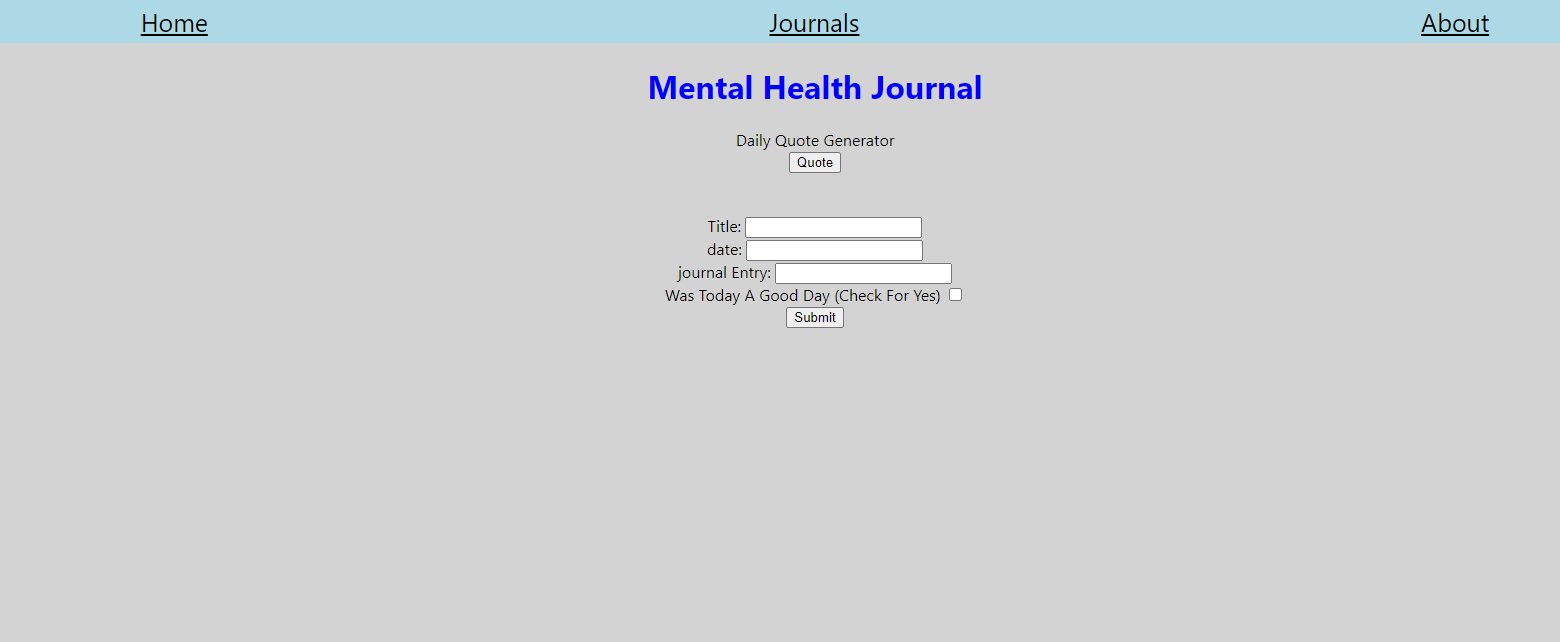 Home Journals About
Mental Health Journal
Daily Quote Generator
Quote
Title:
date:
journal Entry:
Was Today A Good Day (Check For Yes)
Submit